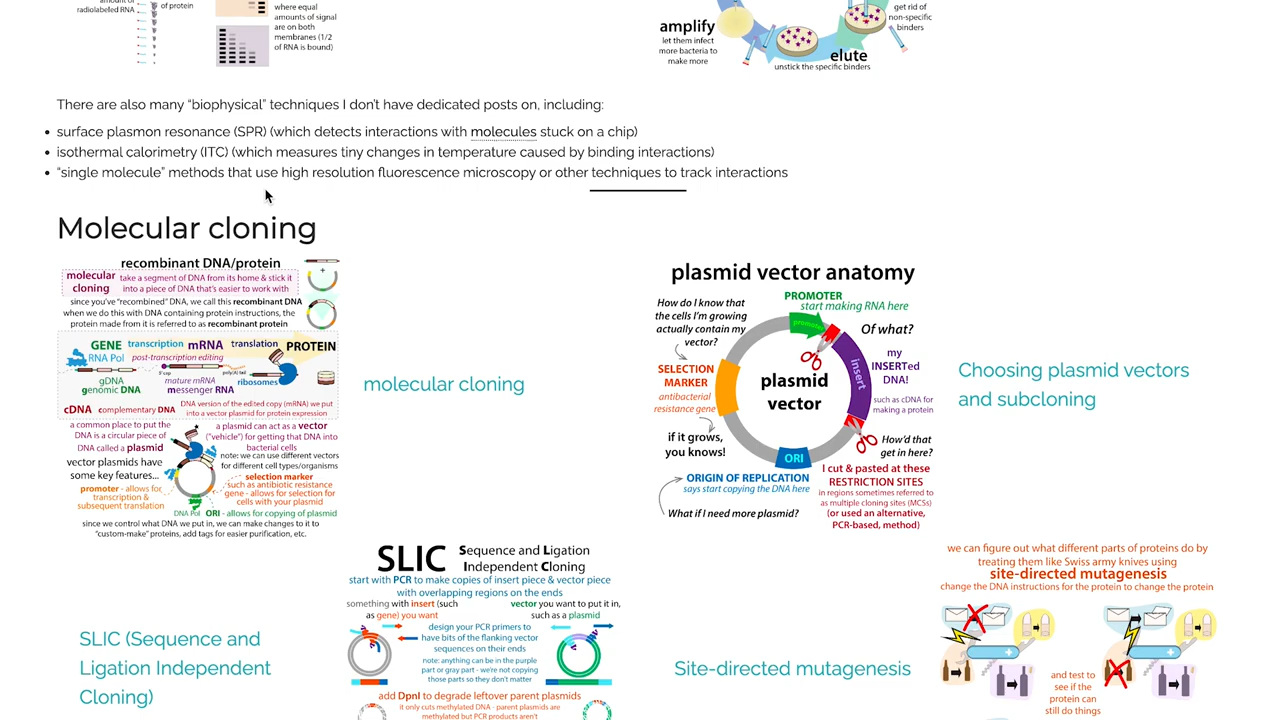 amount of
radiolabeled RNA
of protein
where equal
amounts of signal
are on both
membranes (1/2
of RNA is bound)
amplify
let them infect
more bacteria to
make more
get rid of
non-specific
binders
elute
unstick the specific binders
There are also many “biophysical” techniques I don’t have dedicated posts on, including:
• surface plasmon resonance (SPR) (which detects interactions with molecules stuck on a chip)
• isothermal calorimetry (ITC) (which measures tiny changes in temperature caused by binding interactions)
• “single molecule” methods that use high resolution fluorescence microscopy or other techniques to track interactions
Molecular cloning
recombinant DNA/protein
molecular cloning take a segment of DNA from its home & stick it
into a piece of DNA that’s easier to work with
since you’ve “recombined” DNA, we call this recombinant DNA
when we do this with DNA containing protein instructions, the
protein made from it is referred to as recombinant protein
GENE transcription mRNA translation PROTEIN
RNA Pol post-transcription editing
5'cap
poly(A) tail
gDNA
genomic DNA
mature mRNA
messenger RNA
ribosomes
cDNA complementary DNA
DNA version of the edited copy (mRNA) we put
into a vector plasmid for protein expression
a common place to put the
DNA is a circular piece of
DNA called a plasmid
a plasmid can act as a vector
("vehicle") for getting that DNA into
bacterial cells
note: we can use different vectors
for different cell types/organisms
vector plasmids have
some key features...
selection marker
such as antibiotic resistance
gene - allows for selection for
cells with your plasmid
promoter - allows for
transcription &
subsequent translation
DNA Pol ORI - allows for copying of plasmid
since we control what DNA we put in, we can make changes to it to
"custom-make" proteins, add tags for easier purification, etc.
molecular cloning
plasmid vector anatomy
How do I know that
the cells I’m growing
actually contain my
vector?
PROMOTER
start making RNA here
promoter
Of what?
my
INSERTed
DNA!
such as cDNA for
making a protein
insert
SELECTION
MARKER
antibacterial
resistance gene
plasmid
vector
if it grows,
you knows!
ORI
How’d that
get in here?
ORIGIN OF REPLICATION
says start copying the DNA here
What if I need more plasmid?
I cut & pasted at these
RESTRICTION SITES
in regions sometimes referred to
as multiple cloning sites (MCSs)
(or used an alternative,
PCR-based, method)
Choosing plasmid vectors
and subcloning
SLIC (Sequence and
Ligation Independent
Cloning)
SLIC Sequence and Ligation
Independent Cloning
start with PCR to make copies of insert piece & vector piece
with overlapping regions on the ends
something with insert (such
as gene) you want
vector you want to put it in,
such as a plasmid
design your PCR primers to
have bits of the flanking vector
sequences on their ends
note: anything can be in the purple
part or gray part - we’re not copying
those parts so they don’t matter
add DpnI to degrade leftover parent plasmids
it only cuts methylated DNA - parent plasmids are
methylated but PCR products aren’t
Site-directed mutagenesis
we can figure out what different parts of proteins do by
treating them like Swiss army knives using
site-directed mutagenesis
change the DNA instructions for the protein to change the protein
and test to
see if the
protein can
still do things